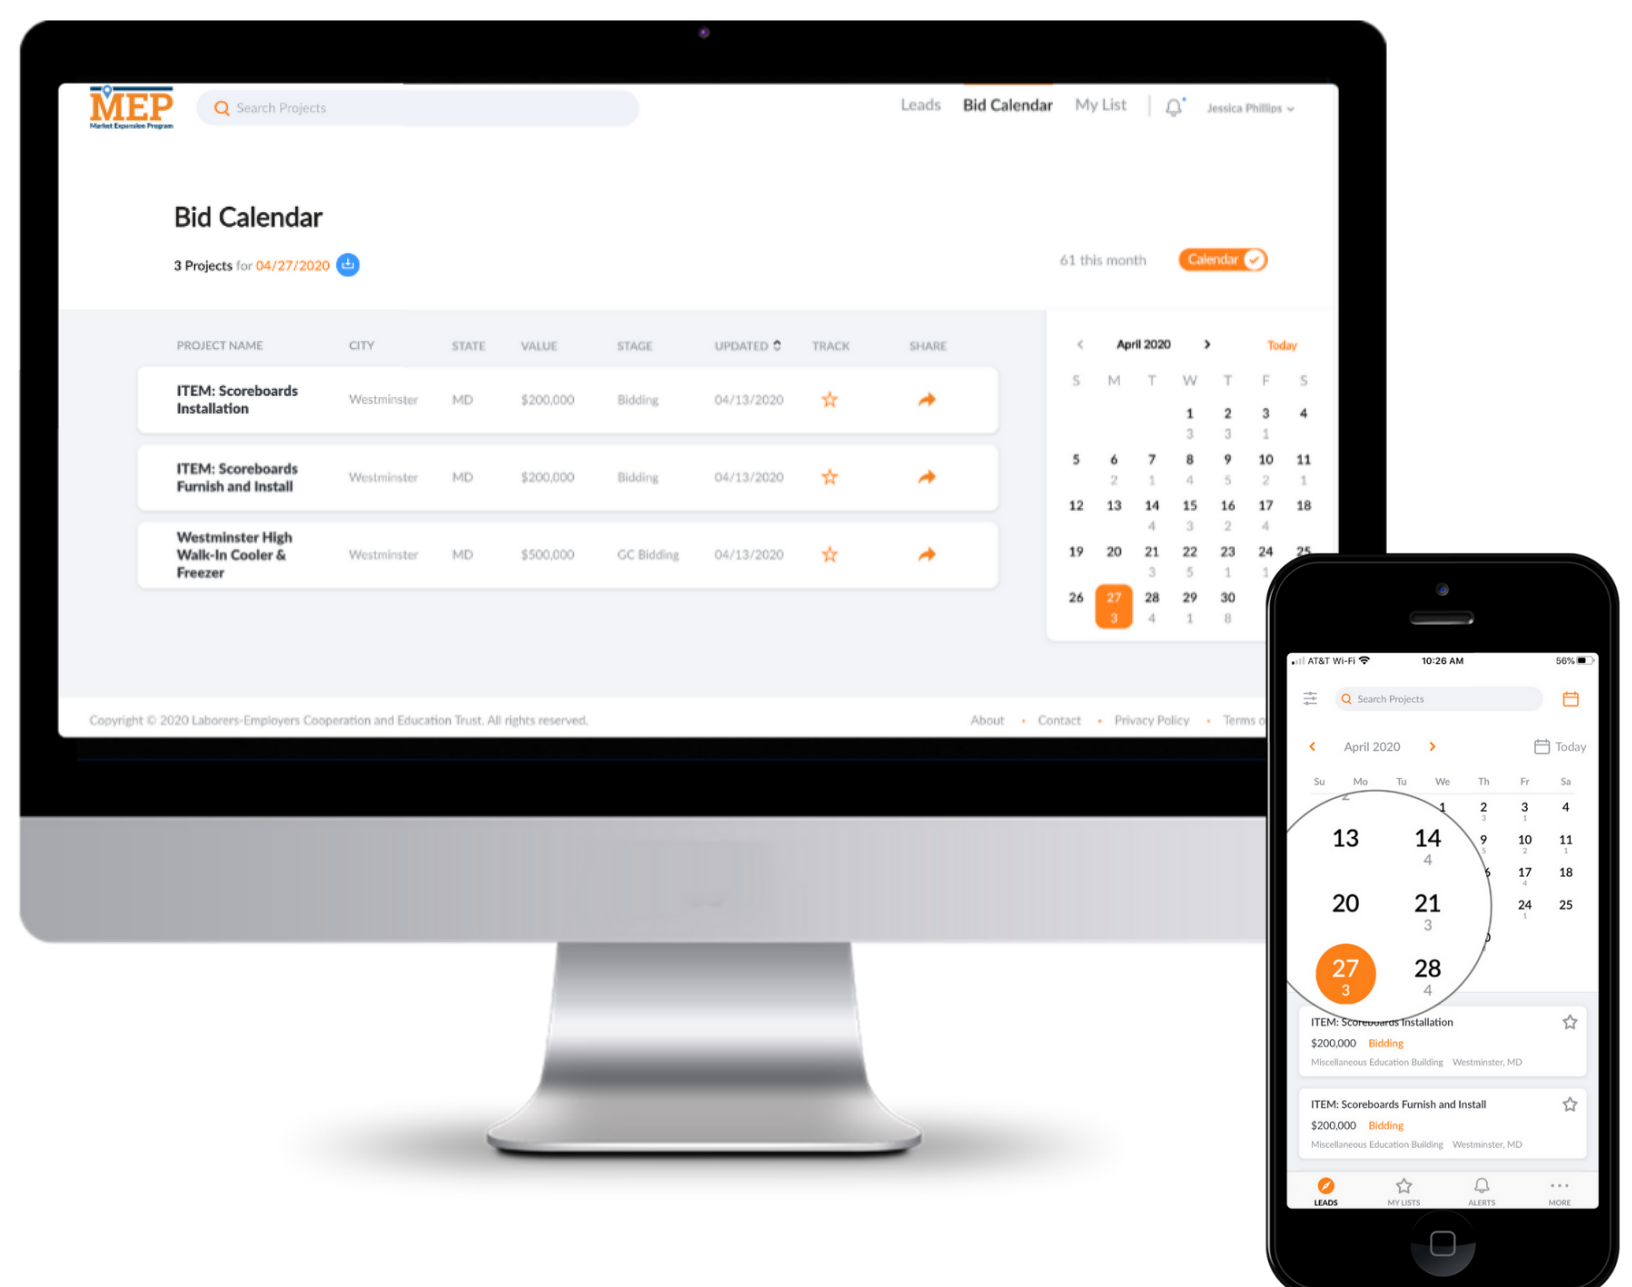 MEP
Market Expansion Program
Search Projects
Leads Bid Calendar My List Jessica Phillips
Bid Calendar
3 Projects for 04/27/2020
61 this month Calendar
PROJECT NAME CITY STATE VALUE STAGE UPDATED TRACK SHARE
ITEM: Scoreboards
Installation
Westminster MD $200,000 Bidding 04/13/2020
ITEM: Scoreboards
Furnish and Install
Westminster MD $200,000 Bidding 04/13/2020
Westminster High
Walk-In Cooler &
Freezer
Westminster MD $500,000 GC Bidding 04/13/2020
April 2020 Today
S M T W T F S
1 2 3 4
3 3 1
5 6 7 8 9 10 11
2 1 4 5 2 1
12 13 14 15 16 17 18
4 3 2 4
19 20 21 22 23 24 25
3 5 1 1
26 27 28 29 30
3 4 1 8
Copyright © 2020 Laborers-Employers Cooperation and Education Trust. All rights reserved.
About • Contact • Privacy Policy • Terms o
AT&T Wi-Fi 10:26 AM 56%
Search Projects
April 2020 Today
Su Mo Tu We Th Fr Sa
1 2 3 4
3 1
9 10 11
5 2 1
17 18
4
24 25
1
2
13 14
4
20 21
3
27 28
3 4
ITEM: Scoreboards Installation
$200,000 Bidding
Miscellaneous Education Building Westminster, MD
ITEM: Scoreboards Furnish and Install
$200,000 Bidding
Miscellaneous Education Building Westminster, MD
LEADS MY LISTS ALERTS MORE